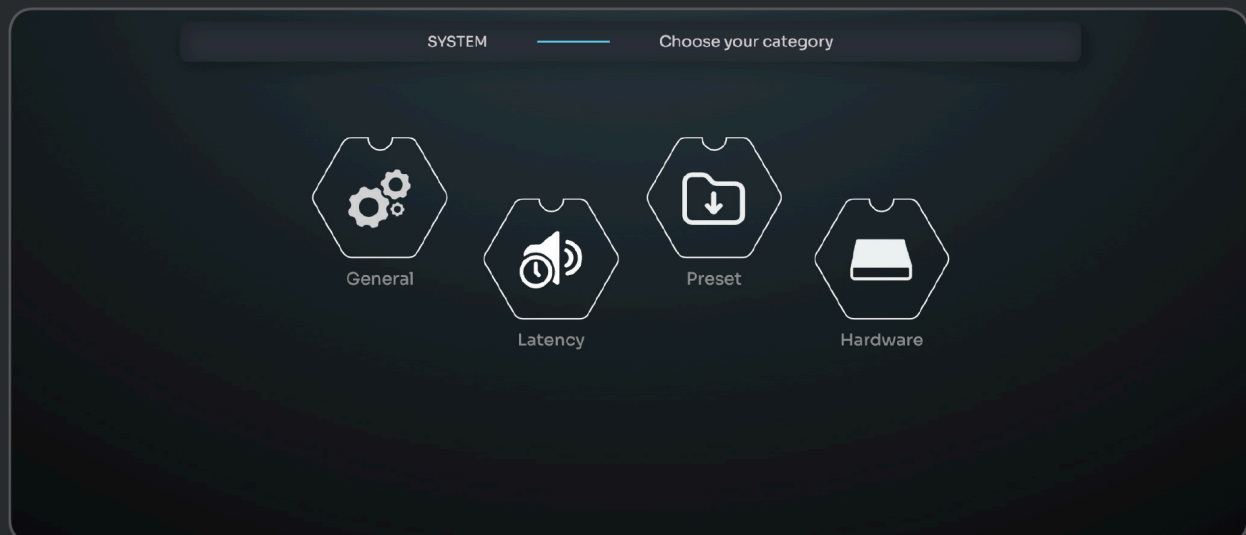 SYSTEM Choose your category
General
Latency
Preset
Hardware